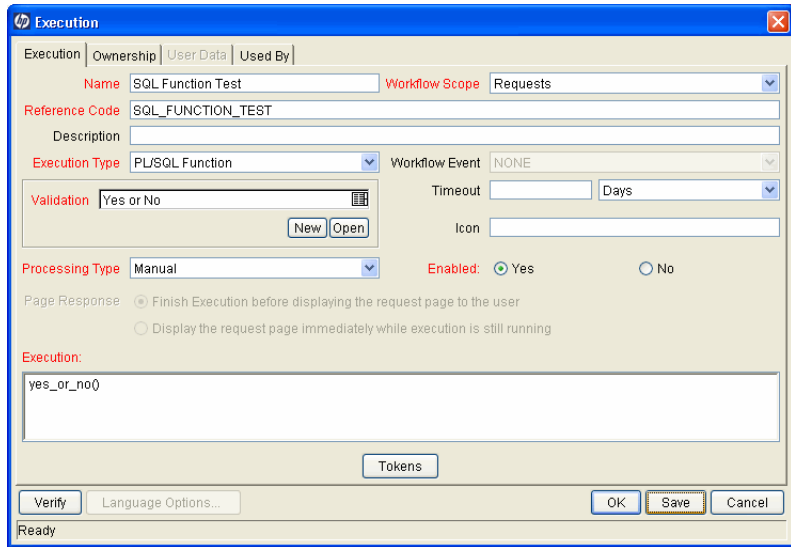 hp Execution
Execution Ownership User Data Used By
Name SQL Function Test Workflow Scope Requests
Reference Code SQL_FUNCTION_TEST
Description
Execution Type PL/SQL Function Workflow Event NONE
Validation Yes or No Timeout Days
New Open Icon
Processing Type Manual Enabled: Yes No
Page Response Finish Execution before displaying the request page to the user
Display the request page immediately while execution is still running
Execution:
yes_or_no()
Tokens
Verify Language Options... OK Save Cancel
Ready